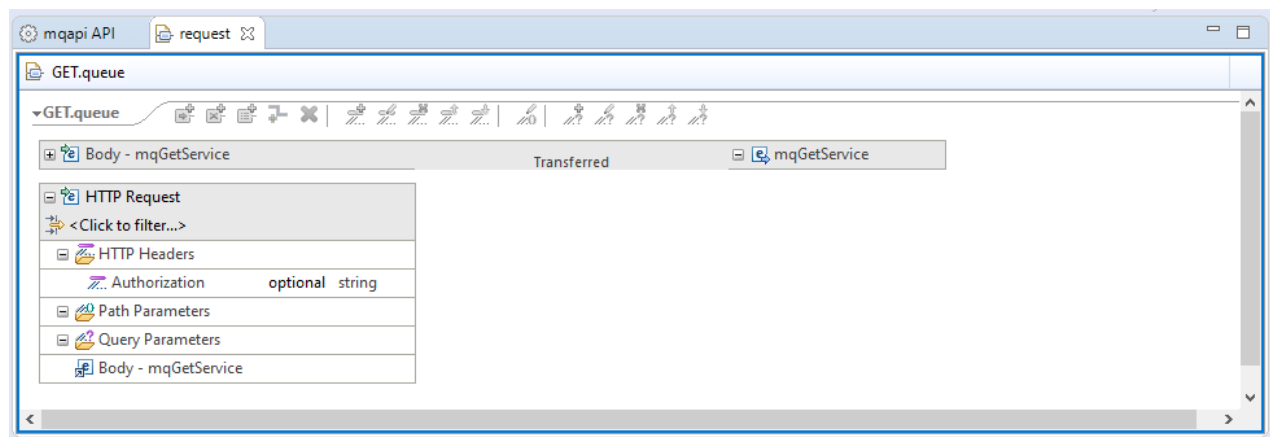 mqapi API request
GET.queue
GET.queue
Body - mqGetService Transferred mqGetService
HTTP Request
<Click to filter...>
HTTP Headers
Authorization optional string
Path Parameters
Query Parameters
Body - mqGetService